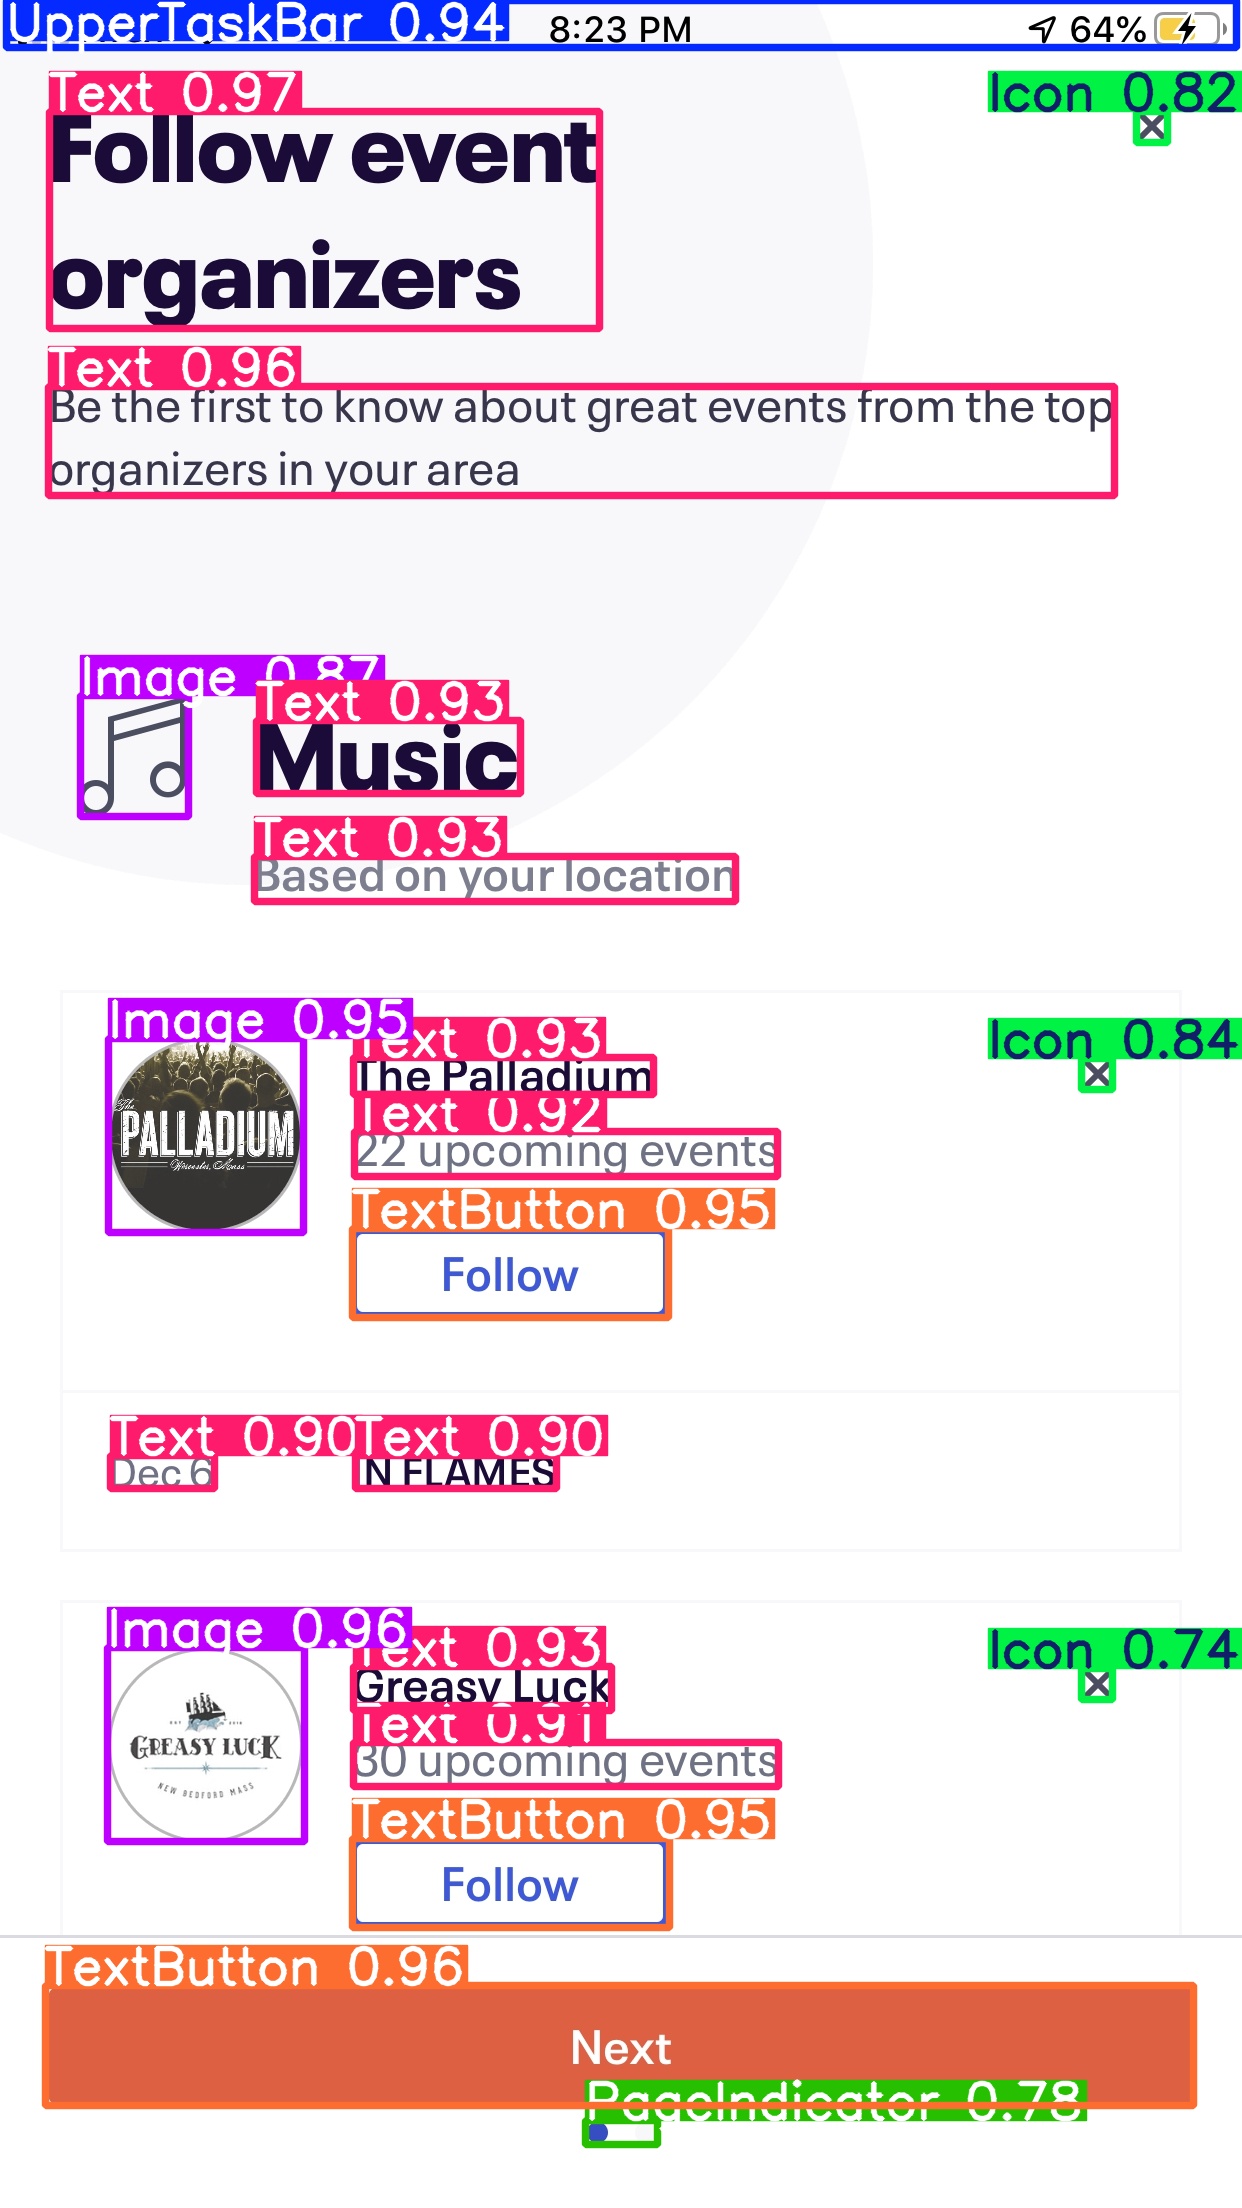 UpperTaskBar 0.94
8:23 PM
64%
Text 0.97
Icon 0.82
Follow event
organizers
Text 0.96
Be the first to know about great events from the top
organizers in your area
Image 0.87
Text 0.93
Music
Text 0.93
Based on your location
Image 0.95
Text 0.93
Icon 0.84
The Palladium
Text 0.92
22 upcoming events
The
PALLADIUM
Worcester, Mass
TextButton 0.95
Follow
Text 0.90
Text 0.90
Dec 6
IN FLAMES
Image 0.96
Text 0.93
Icon 0.74
Greasy Luck
Text 0.91
30 upcoming events
GREASY LUCK
NEW BEDFORD MASS
TextButton 0.95
Follow
TextButton 0.96
Next
PageIndicator 0.78